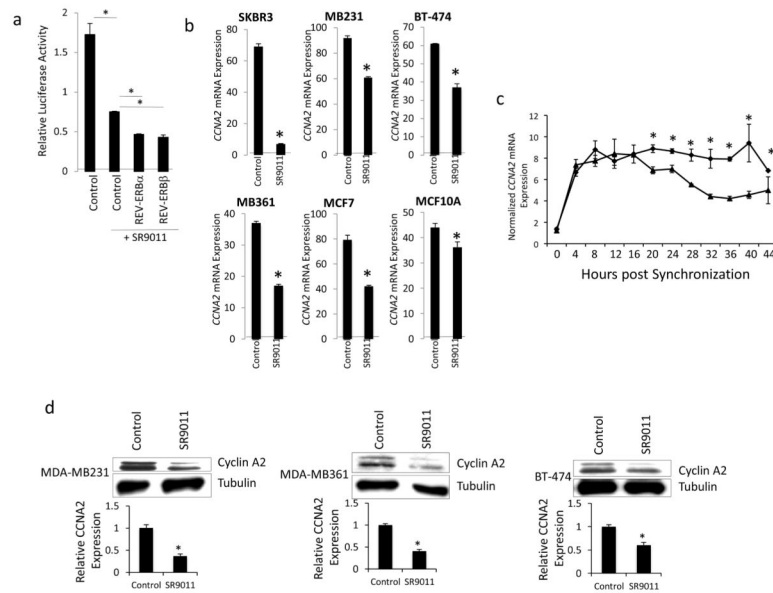 a
Relative Luciferase Activity
2
1.5
1
0.5
0
*
*
*
Control
Control
REV-ERBα
REV-ERBβ
+ SR9011
b
SKBR3
CCNA2 mRNA Expression
80
60
40
20
0
*
Control
SR9011
MB231
CCNA2 mRNA Expression
100
80
60
40
20
0
*
Control
SR9011
BT-474
CCNA2 mRNA Expression
70
60
50
40
30
20
10
0
*
Control
SR9011
MB361
CCNA2 mRNA Expression
40
30
20
10
0
*
Control
SR9011
MCF7
CCNA2 mRNA Expression
100
80
60
40
20
0
*
Control
SR9011
MCF10A
CCNA2 mRNA Expression
50
40
30
20
10
0
*
Control
SR9011
c
Normalized CCNA2 mRNA
Expression
12
10
8
6
4
2
0
* * * * * * *
0 4 8 12 16 20 24 28 32 36 40 44
Hours post Synchronization
d
Control
SR9011
MDA-MB231
Cyclin A2
Tubulin
Relative CCNA2
Expression
1.5
1
0.5
0
*
Control SR9011
Control
SR9011
MDA-MB361
Cyclin A2
Tubulin
Relative CCNA2
Expression
1.5
1
0.5
0
*
Control SR9011
Control
SR9011
BT-474
Cyclin A2
Tubulin
Relative CCNA2
Expression
1.5
1
0.5
0
*
Control SR9011